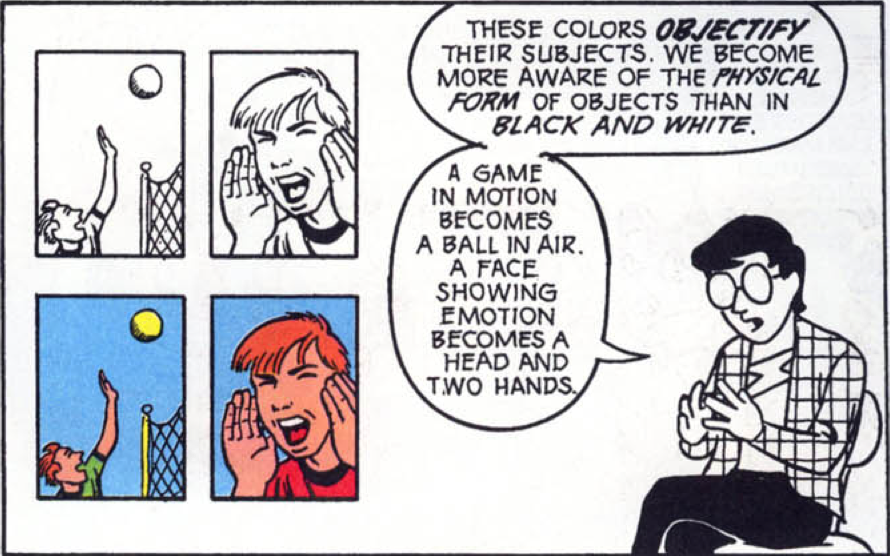 THESE COLORS OBJECTIFY
THEIR SUBJECTS. WE BECOME
MORE AWARE OF THE PHYSICAL
FORM OF OBJECTS THAN IN
BLACK AND WHITE.
A GAME
IN MOTION
BECOMES
A BALL IN AIR.
A FACE
SHOWING
EMOTION
BECOMES A
HEAD AND
TWO HANDS.